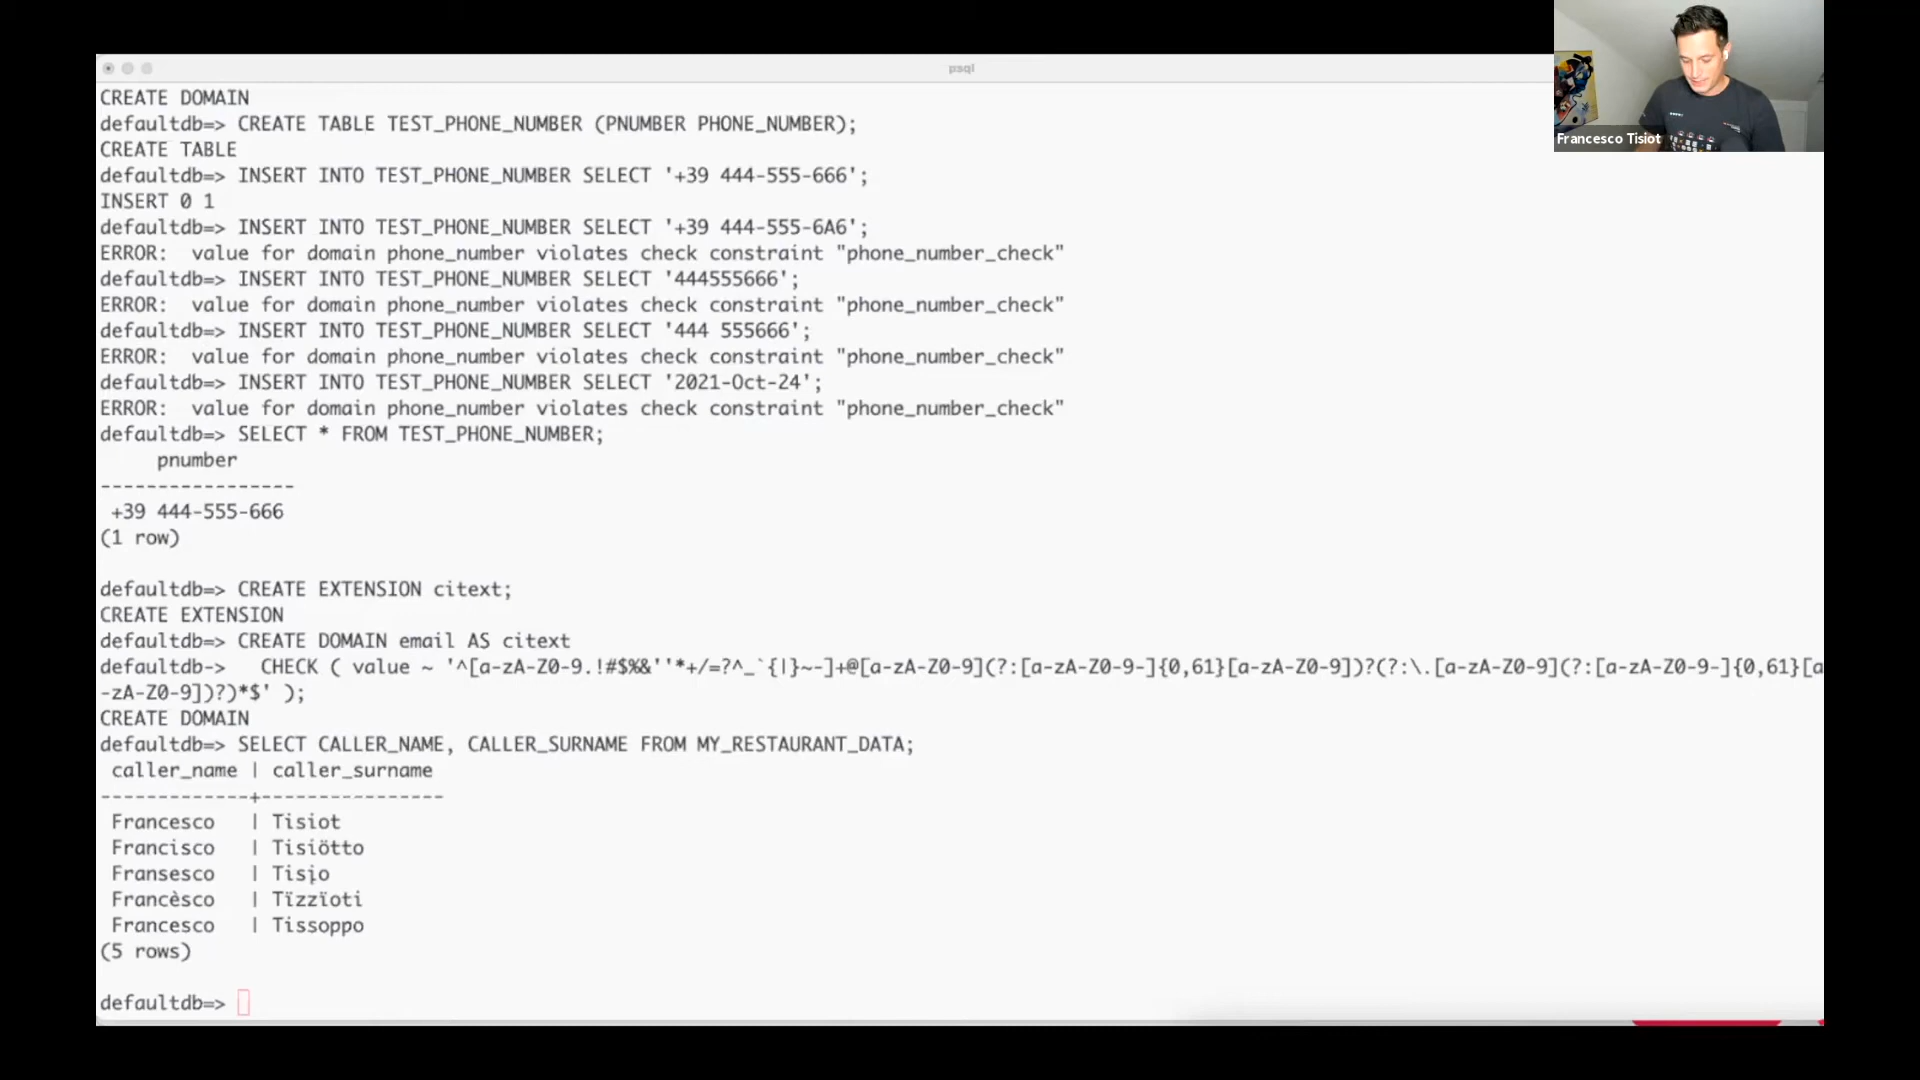 psql
CREATE DOMAIN
defaultdb=> CREATE TABLE TEST_PHONE_NUMBER (PNUMBER PHONE_NUMBER);
CREATE TABLE
defaultdb=> INSERT INTO TEST_PHONE_NUMBER SELECT '+39 444-555-666';
INSERT 0 1
defaultdb=> INSERT INTO TEST_PHONE_NUMBER SELECT '+39 444-555-6A6';
ERROR:  value for domain phone_number violates check constraint "phone_number_check"
defaultdb=> INSERT INTO TEST_PHONE_NUMBER SELECT '444555666';
ERROR:  value for domain phone_number violates check constraint "phone_number_check"
defaultdb=> INSERT INTO TEST_PHONE_NUMBER SELECT '444 555666';
ERROR:  value for domain phone_number violates check constraint "phone_number_check"
defaultdb=> INSERT INTO TEST_PHONE_NUMBER SELECT '2021-Oct-24';
ERROR:  value for domain phone_number violates check constraint "phone_number_check"
defaultdb=> SELECT * FROM TEST_PHONE_NUMBER;
pnumber
-----------------
+39 444-555-666
(1 row)
defaultdb=> CREATE EXTENSION citext;
CREATE EXTENSION
defaultdb=> CREATE DOMAIN email AS citext
defaultdb->   CHECK ( value ~ '^[a-zA-Z0-9.!#$%&''*+/=?^_`{|}~-]+@[a-zA-Z0-9](?:[a-zA-Z0-9-]{0,61}[a-zA-Z0-9])?(?:\.[a-zA-Z0-9](?:[a-zA-Z0-9-]{0,61}[a
-zA-Z0-9])?)*$' );
CREATE DOMAIN
defaultdb=> SELECT CALLER_NAME, CALLER_SURNAME FROM MY_RESTAURANT_DATA;
caller_name | caller_surname
-------------+----------------
Francesco   | Tisiot
Francisco   | Tisiötto
Fransesco   | Tisįo
Francèsco   | Tïzzïoti
Francesco   | Tissoppo
(5 rows)
defaultdb=>
Francesco Tisiot